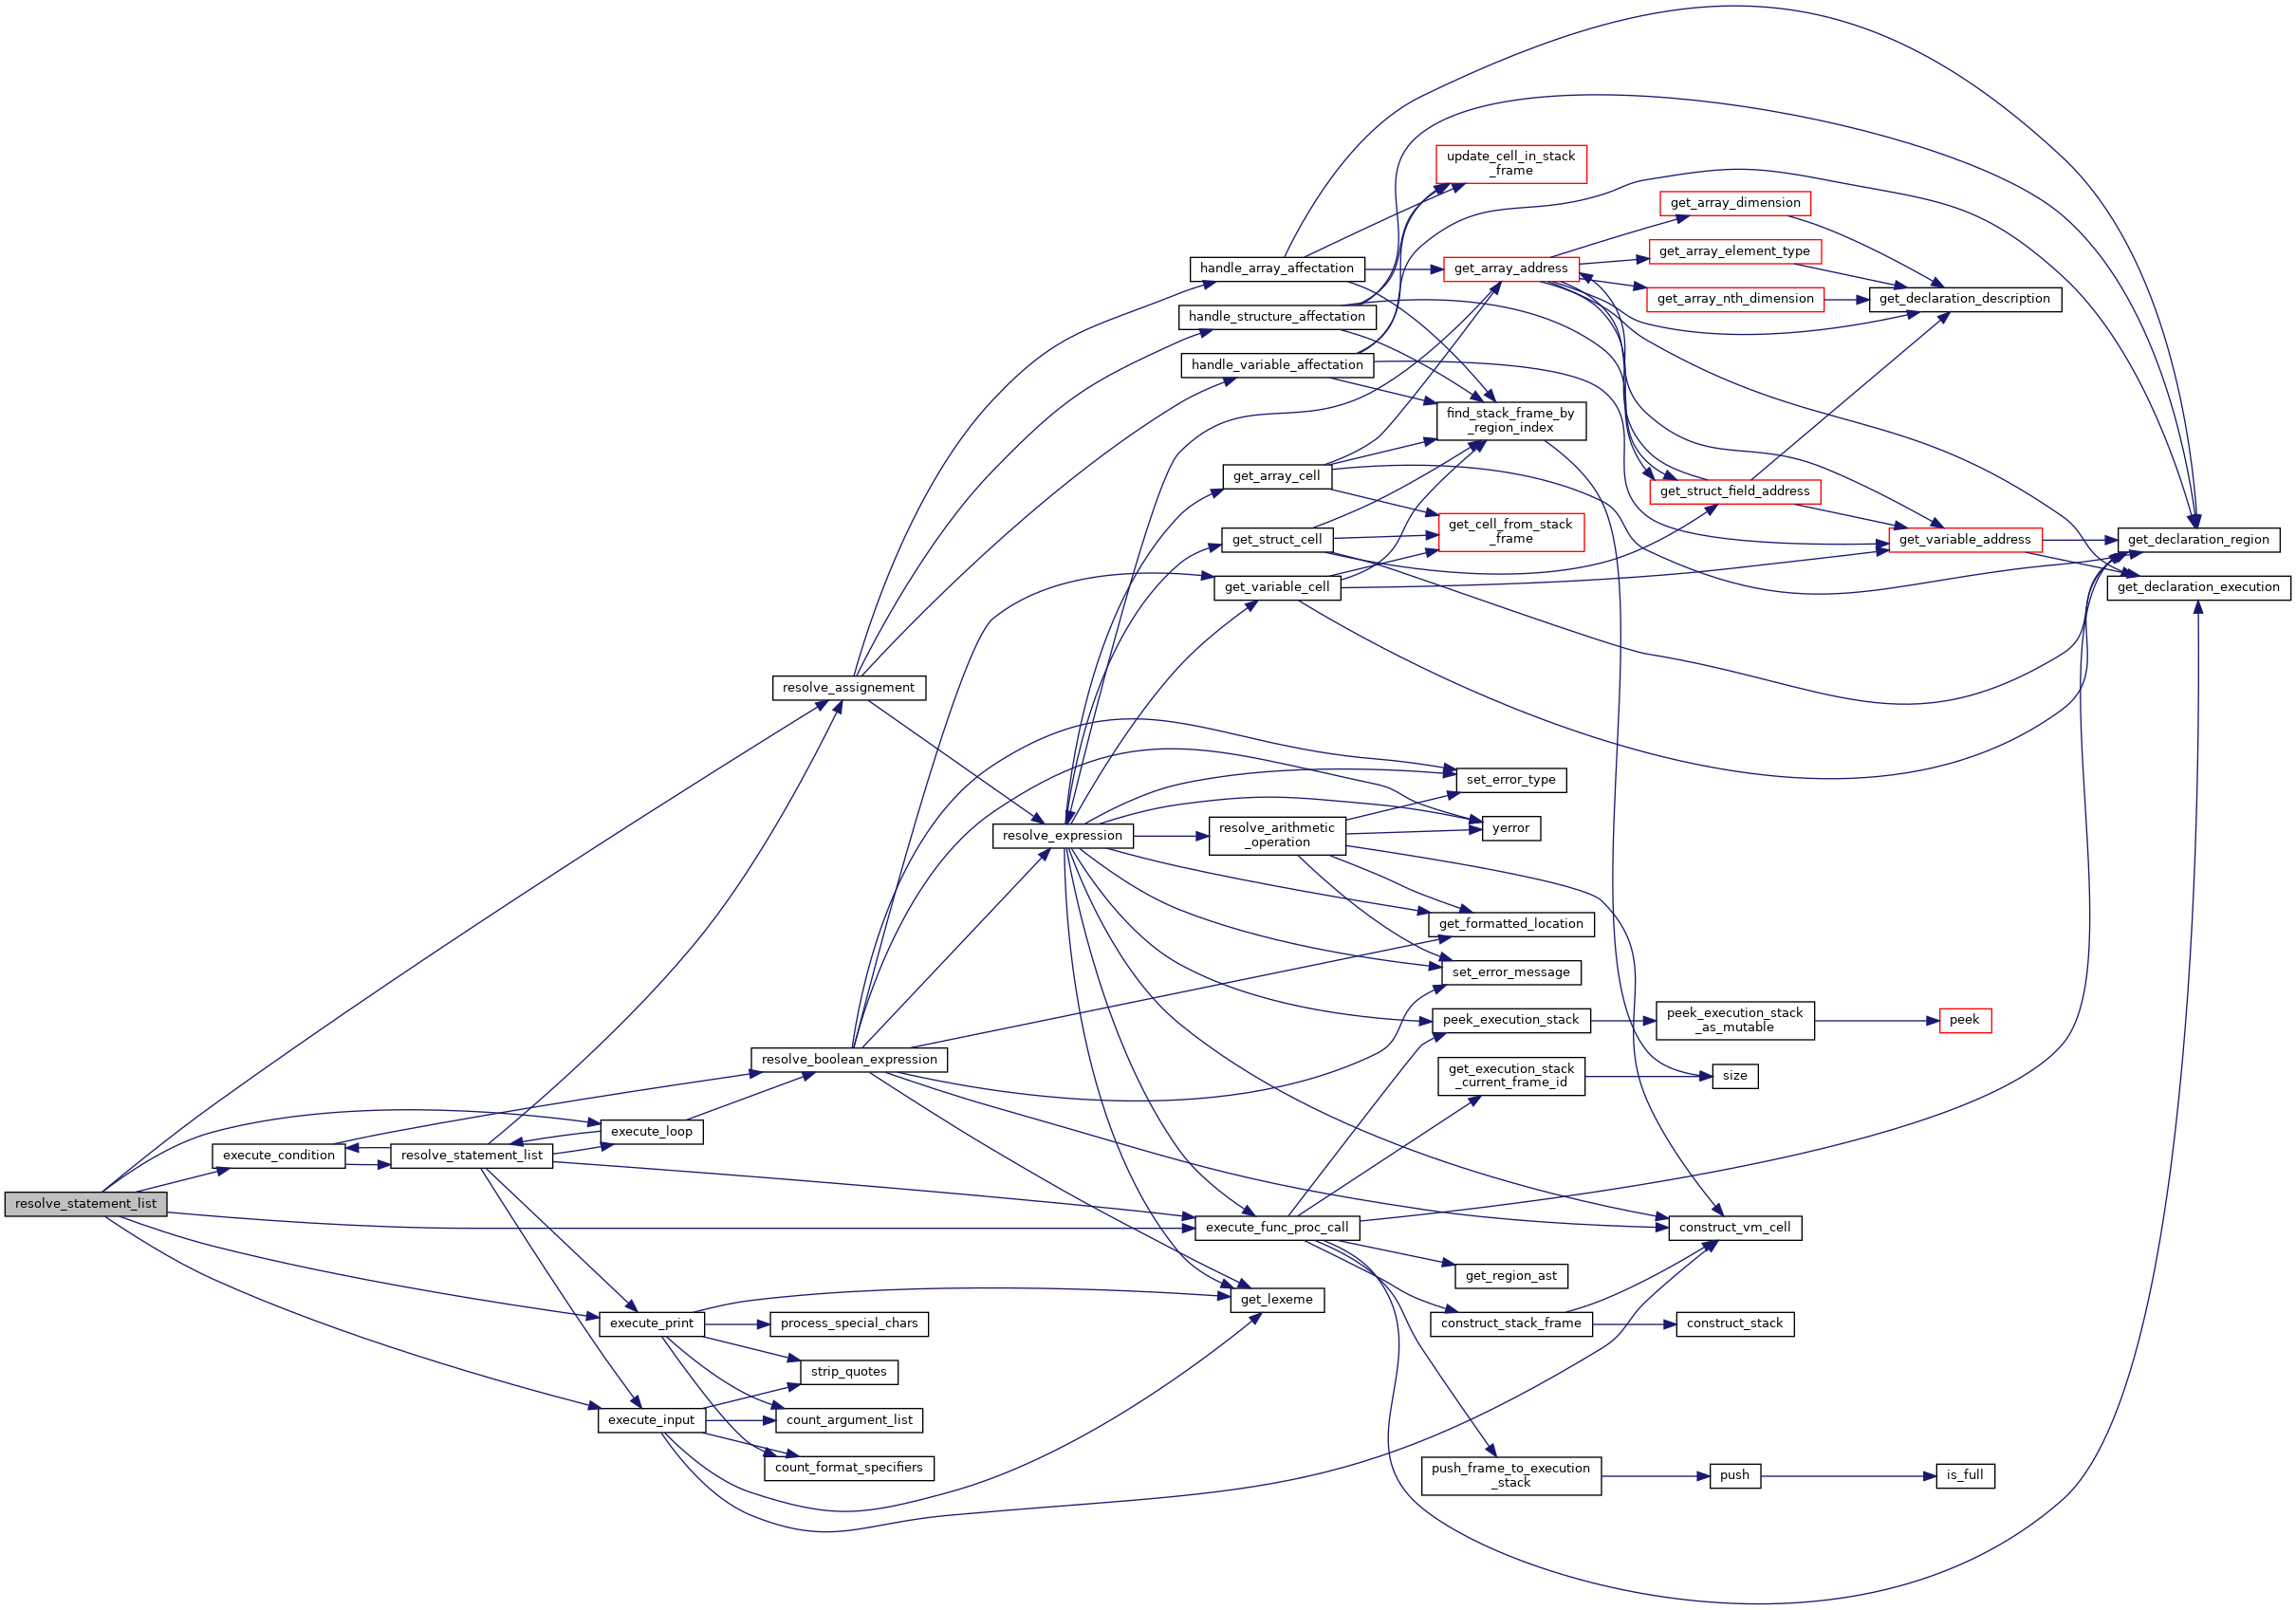 update_cell_in_stack
_frame
get_array_dimension
get_array_element_type
handle_array_affectation
get_array_address
get_array_nth_dimension
get_declaration_description
handle_structure_affectation
handle_variable_affectation
find_stack_frame_by
_region_index
get_array_cell
get_struct_field_address
get_cell_from_stack
_frame
get_struct_cell
get_variable_address
get_declaration_region
get_variable_cell
get_declaration_execution
resolve_assignement
set_error_type
resolve_expression
resolve_arithmetic
_operation
yerror
get_formatted_location
set_error_message
peek_execution_stack
peek_execution_stack
_as_mutable
peek
resolve_boolean_expression
get_execution_stack
_current_frame_id
size
execute_loop
execute_condition
resolve_statement_list
resolve_statement_list
execute_func_proc_call
construct_vm_cell
get_region_ast
get_lexeme
execute_print
process_special_chars
construct_stack_frame
construct_stack
strip_quotes
execute_input
count_argument_list
count_format_specifiers
push_frame_to_execution
_stack
push
is_full